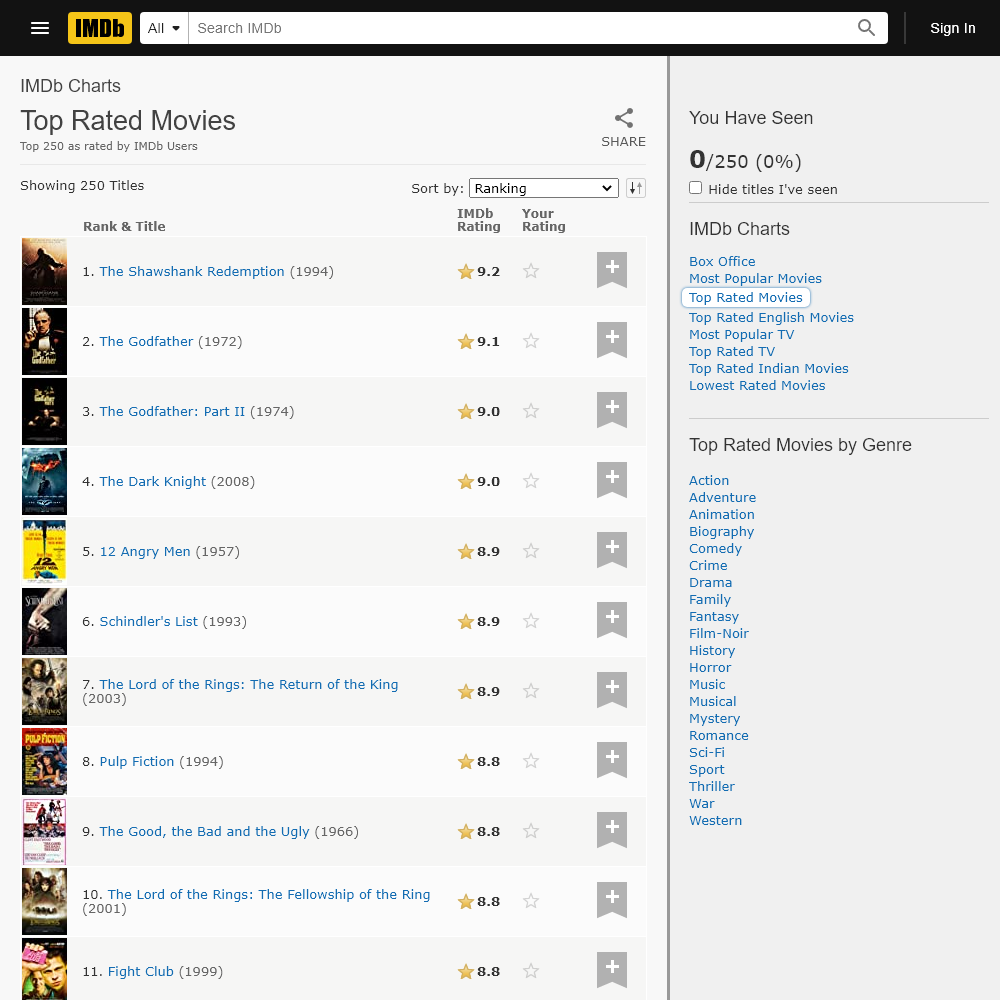 IMDb
All
Search IMDb
Sign In
IMDb Charts
Top Rated Movies
Top 250 as rated by IMDb Users
SHARE
Showing 250 Titles
Sort by: Ranking
Rank & Title
IMDb
Rating
Your
Rating
1. The Shawshank Redemption (1994)
9.2
2. The Godfather (1972)
9.1
3. The Godfather: Part II (1974)
9.0
4. The Dark Knight (2008)
9.0
5. 12 Angry Men (1957)
8.9
6. Schindler's List (1993)
8.9
7. The Lord of the Rings: The Return of the King
(2003)
8.9
PULP FICTION
8. Pulp Fiction (1994)
8.8
9. The Good, the Bad and the Ugly (1966)
8.8
10. The Lord of the Rings: The Fellowship of the Ring
(2001)
8.8
11. Fight Club (1999)
8.8
You Have Seen
0/250 (0%)
Hide titles I've seen
IMDb Charts
Box Office
Most Popular Movies
Top Rated Movies
Top Rated English Movies
Most Popular TV
Top Rated TV
Top Rated Indian Movies
Lowest Rated Movies
Top Rated Movies by Genre
Action
Adventure
Animation
Biography
Comedy
Crime
Drama
Family
Fantasy
Film-Noir
History
Horror
Music
Musical
Mystery
Romance
Sci-Fi
Sport
Thriller
War
Western